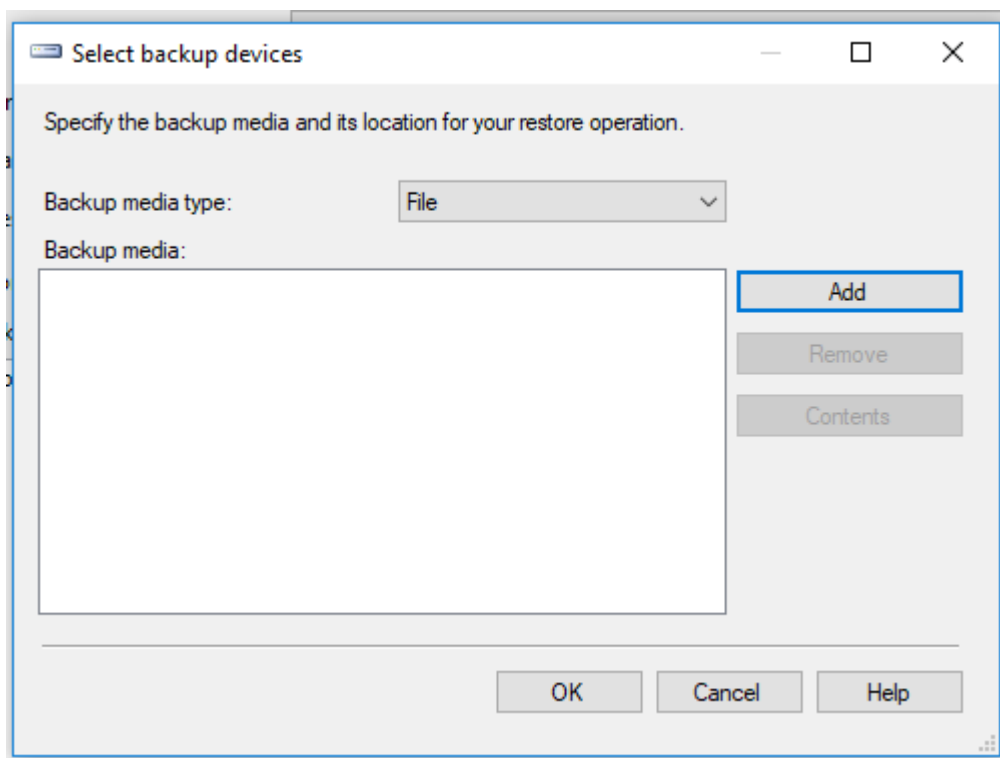 Select backup devices
Specify the backup media and its location for your restore operation.
Backup media type: File
Backup media:
Add
Remove
Contents
OK Cancel Help